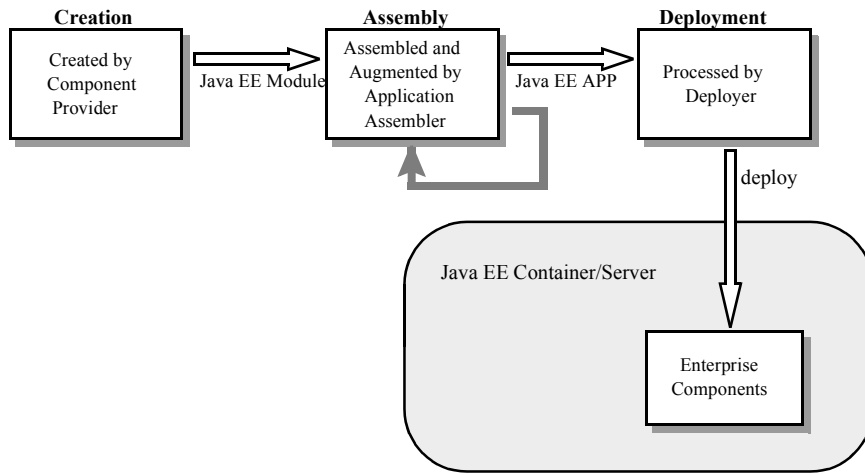 Creation
Created by
Component
Provider
Java EE Module
Assembly
Assembled and
Augmented by
Application
Assembler
Java EE APP
Deployment
Processed by
Deployer
deploy
Java EE Container/Server
Enterprise
Components